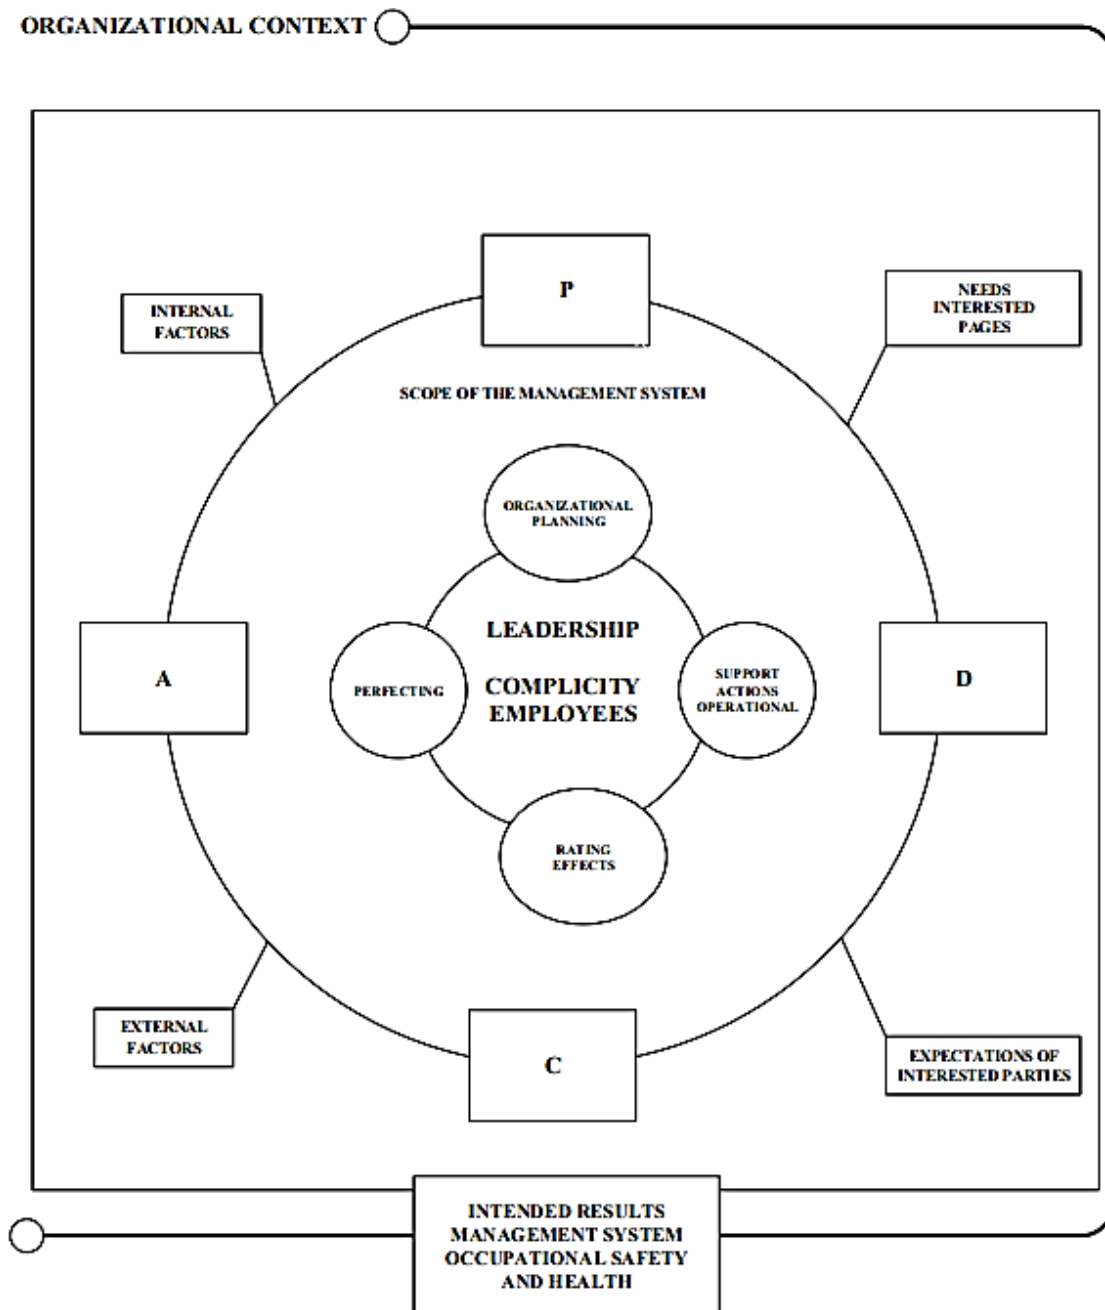 ORGANIZATIONAL CONTEXT
P
INTERNAL
FACTORS
NEEDS
INTERESTED
PAGES
SCOPE OF THE MANAGEMENT SYSTEM
ORGANIZATIONAL
PLANNING
LEADERSHIP
COMPLICITY
EMPLOYEES
A
PERFECTING
SUPPORT
ACTIONS
OPERATIONAL
D
RATING
EFFECTS
EXTERNAL
FACTORS
C
EXPECTATIONS OF
INTERESTED PARTIES
INTENDED RESULTS
MANAGEMENT SYSTEM
OCCUPATIONAL SAFETY
AND HEALTH